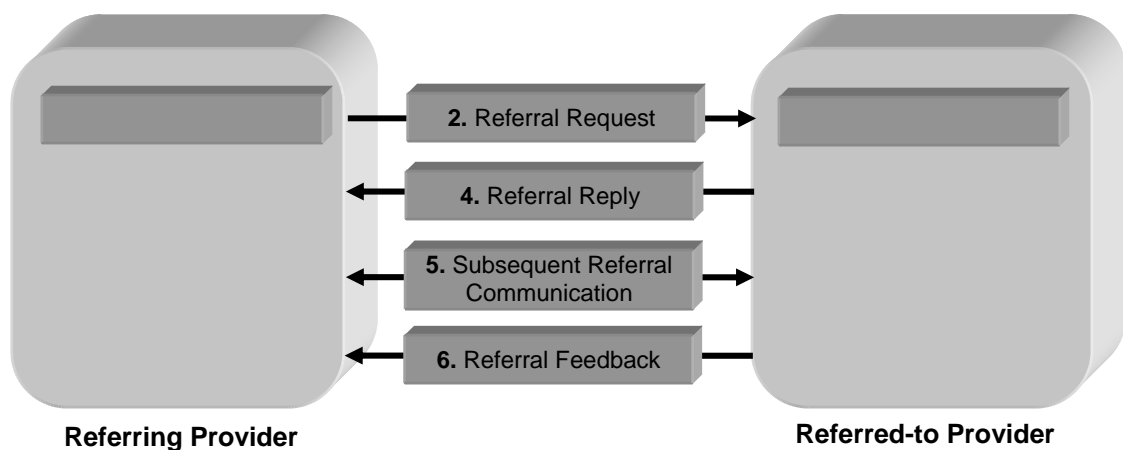 2. Referral Request
4. Referral Reply
5. Subsequent Referral
Communication
6. Referral Feedback
Referring Provider
Referred-to Provider